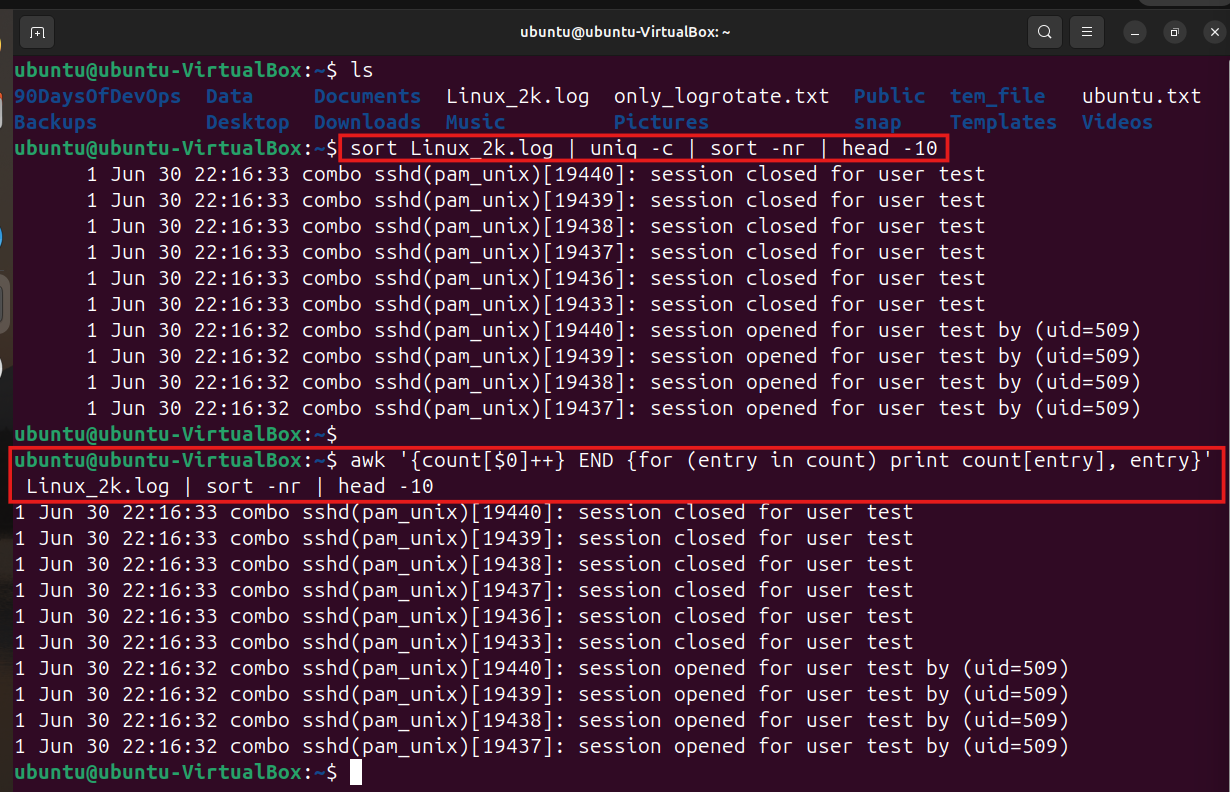 ubuntu@ubuntu-VirtualBox: ~
ubuntu@ubuntu-VirtualBox:~$ ls
90DaysOfDevOps  Data     Documents  Linux_2k.log  only_logrotate.txt  Public  tem_file   ubuntu.txt
Backups         Desktop  Downloads  Music         Pictures            snap    Templates  Videos
ubuntu@ubuntu-VirtualBox:~$ sort Linux_2k.log | uniq -c | sort -nr | head -10
      1 Jun 30 22:16:33 combo sshd(pam_unix)[19440]: session closed for user test
      1 Jun 30 22:16:33 combo sshd(pam_unix)[19439]: session closed for user test
      1 Jun 30 22:16:33 combo sshd(pam_unix)[19438]: session closed for user test
      1 Jun 30 22:16:33 combo sshd(pam_unix)[19437]: session closed for user test
      1 Jun 30 22:16:33 combo sshd(pam_unix)[19436]: session closed for user test
      1 Jun 30 22:16:33 combo sshd(pam_unix)[19433]: session closed for user test
      1 Jun 30 22:16:32 combo sshd(pam_unix)[19440]: session opened for user test by (uid=509)
      1 Jun 30 22:16:32 combo sshd(pam_unix)[19439]: session opened for user test by (uid=509)
      1 Jun 30 22:16:32 combo sshd(pam_unix)[19438]: session opened for user test by (uid=509)
      1 Jun 30 22:16:32 combo sshd(pam_unix)[19437]: session opened for user test by (uid=509)
ubuntu@ubuntu-VirtualBox:~$
ubuntu@ubuntu-VirtualBox:~$ awk '{count[$0]++} END {for (entry in count) print count[entry], entry}'
 Linux_2k.log | sort -nr | head -10
1 Jun 30 22:16:33 combo sshd(pam_unix)[19440]: session closed for user test
1 Jun 30 22:16:33 combo sshd(pam_unix)[19439]: session closed for user test
1 Jun 30 22:16:33 combo sshd(pam_unix)[19438]: session closed for user test
1 Jun 30 22:16:33 combo sshd(pam_unix)[19437]: session closed for user test
1 Jun 30 22:16:33 combo sshd(pam_unix)[19436]: session closed for user test
1 Jun 30 22:16:33 combo sshd(pam_unix)[19433]: session closed for user test
1 Jun 30 22:16:32 combo sshd(pam_unix)[19440]: session opened for user test by (uid=509)
1 Jun 30 22:16:32 combo sshd(pam_unix)[19439]: session opened for user test by (uid=509)
1 Jun 30 22:16:32 combo sshd(pam_unix)[19438]: session opened for user test by (uid=509)
1 Jun 30 22:16:32 combo sshd(pam_unix)[19437]: session opened for user test by (uid=509)
ubuntu@ubuntu-VirtualBox:~$